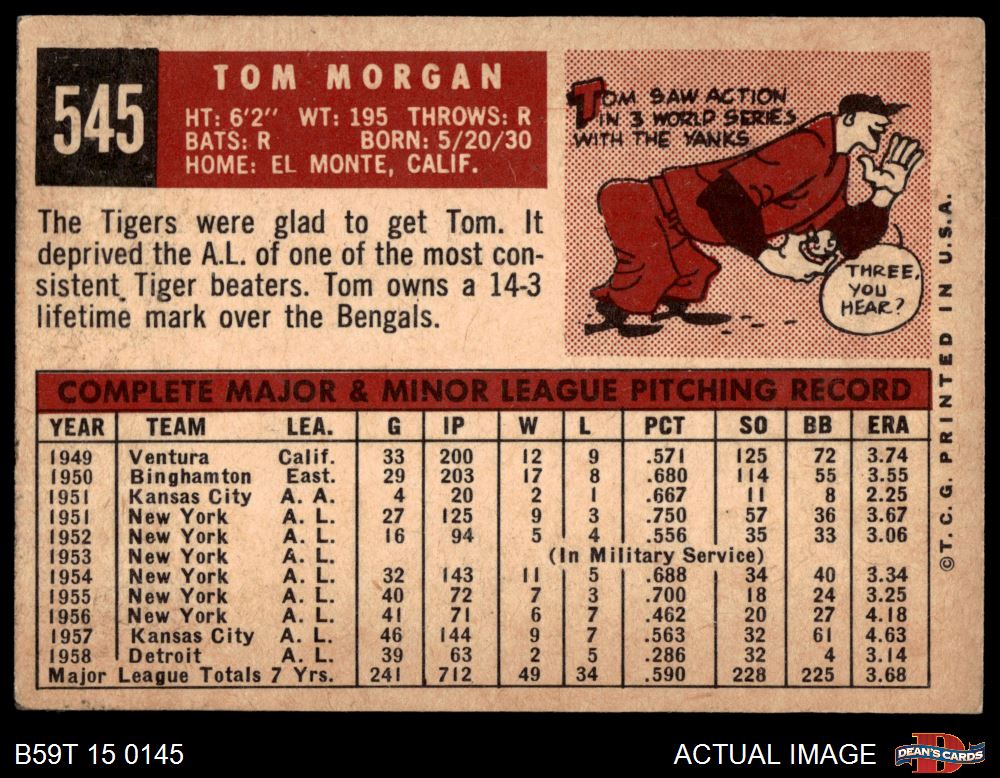 545
TOM MORGAN
HT: 6'2" WT: 195 THROWS: R
BATS: R BORN: 5/20/30
HOME: EL MONTE, CALIF.
The Tigers were glad to get Tom. It
deprived the A.L. of one of the most con-
sistent Tiger beaters. Tom owns a 14-3
lifetime mark over the Bengals.
TOM SAW ACTION
IN 3 WORLD SERIES
WITH THE YANKS
THREE,
YOU
HEAR?
COMPLETE MAJOR & MINOR LEAGUE PITCHING RECORD
YEAR TEAM LEA. G IP W L PCT SO BB ERA
1949 Ventura Calif. 33 200 12 9 .571 125 72 3.74
1950 Binghamton East. 29 203 17 8 .680 114 55 3.55
1951 Kansas City A. A. 4 20 2 1 .667 11 8 2.25
1951 New York A. L. 27 125 9 3 .750 57 36 3.67
1952 New York A. L. 16 94 5 4 .556 35 33 3.06
1953 New York A. L. (In Military Service)
1954 New York A. L. 32 143 11 5 .688 34 40 3.34
1955 New York A. L. 40 72 7 3 .700 18 24 3.25
1956 New York A. L. 41 71 6 7 .462 20 27 4.18
1957 Kansas City A. L. 46 144 9 7 .563 32 61 4.63
1958 Detroit A. L. 39 63 2 5 .286 32 4 3.14
Major League Totals 7 Yrs. 241 712 49 34 .590 228 225 3.68
©T. C. G. PRINTED IN U.S.A.
B59T 15 0145
ACTUAL IMAGE
DEAN'S CARDS